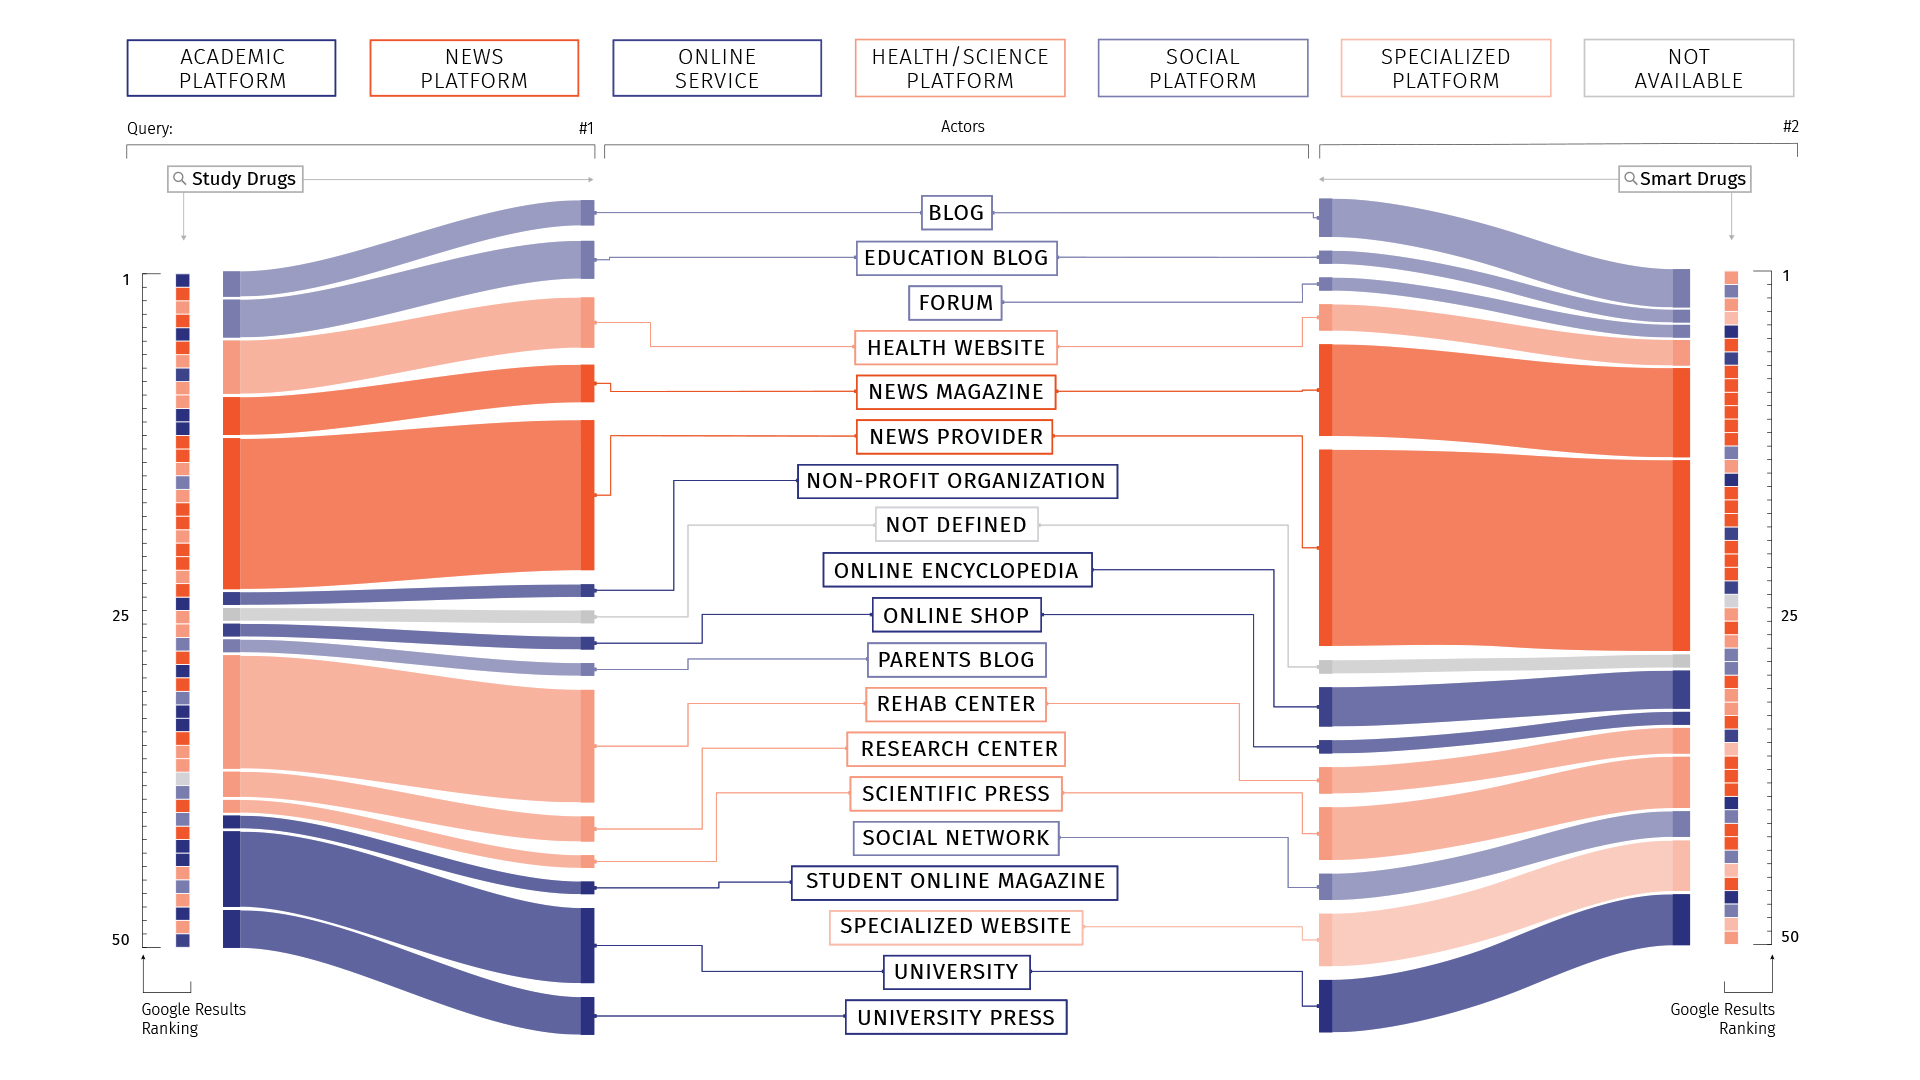 ACADEMIC
PLATFORM
NEWS
PLATFORM
ONLINE
SERVICE
HEALTH/SCIENCE
PLATFORM
SOCIAL
PLATFORM
SPECIALIZED
PLATFORM
NOT
AVAILABLE
Query:
#1
Actors
#2
Study Drugs
Smart Drugs
BLOG
EDUCATION BLOG
FORUM
HEALTH WEBSITE
NEWS MAGAZINE
NEWS PROVIDER
NON-PROFIT ORGANIZATION
NOT DEFINED
ONLINE ENCYCLOPEDIA
ONLINE SHOP
PARENTS BLOG
REHAB CENTER
RESEARCH CENTER
SCIENTIFIC PRESS
SOCIAL NETWORK
STUDENT ONLINE MAGAZINE
SPECIALIZED WEBSITE
UNIVERSITY
UNIVERSITY PRESS
1
25
50
Google Results
Ranking
1
25
50
Google Results
Ranking